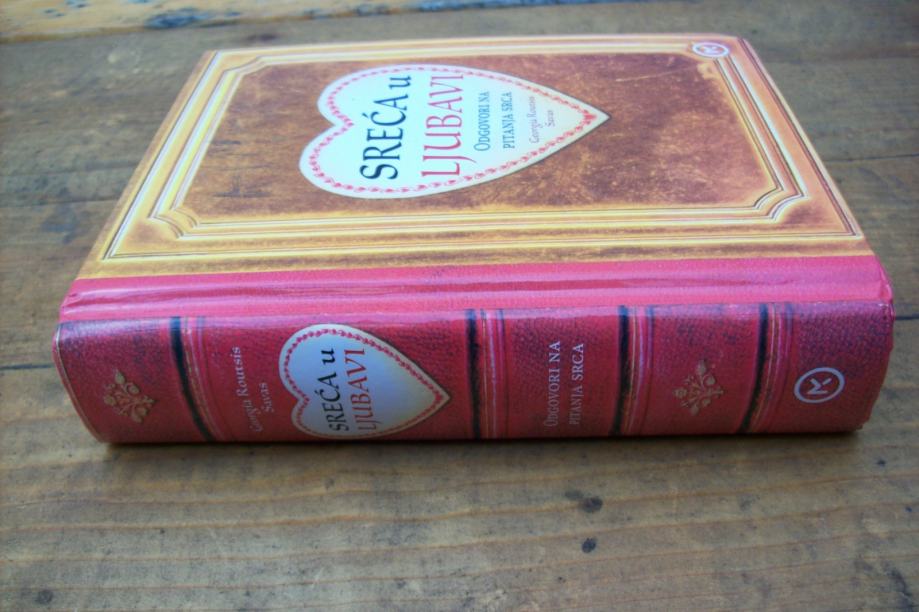 SREĆA u
LJUBAVI
ODGOVORI NA
PITANJA SRCA
Georgia Routsis
Savas
Georgia Routsis
Savas
SREĆA u
LJUBAVI
ODGOVORI NA
PITANJA SRCA